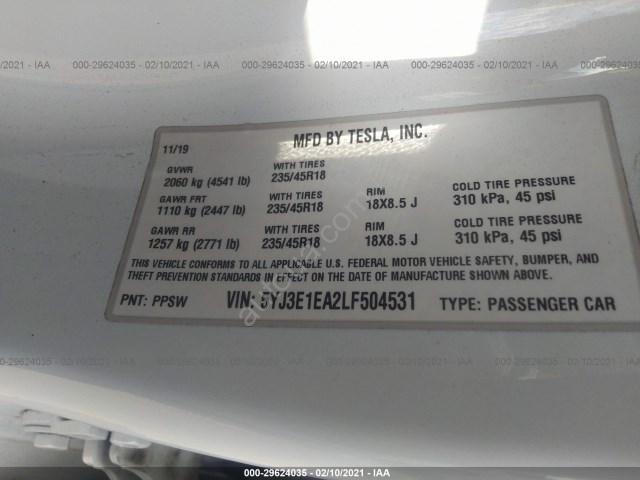 000-29624035 - 02/10/2021 - IAA
MFD BY TESLA, INC.
11/19
GVWR WITH TIRES
2060 kg (4541 lb) 235/45R18
GAWR FRT WITH TIRES RIM COLD TIRE PRESSURE
1110 kg (2447 lb) 235/45R18 18X8.5 J 310 kPa, 45 psi
GAWR RR WITH TIRES RIM COLD TIRE PRESSURE
1257 kg (2771 lb) 235/45R18 18X8.5 J 310 kPa, 45 psi
THIS VEHICLE CONFORMS TO ALL APPLICABLE U.S. FEDERAL MOTOR VEHICLE SAFETY, BUMPER, AND
THEFT PREVENTION STANDARDS IN EFFECT ON THE DATE OF MANUFACTURE SHOWN ABOVE.
PNT: PPSW VIN: 5YJ3E1EA2LF504531 TYPE: PASSENGER CAR
000-29624035 - 02/10/2021 - IAA